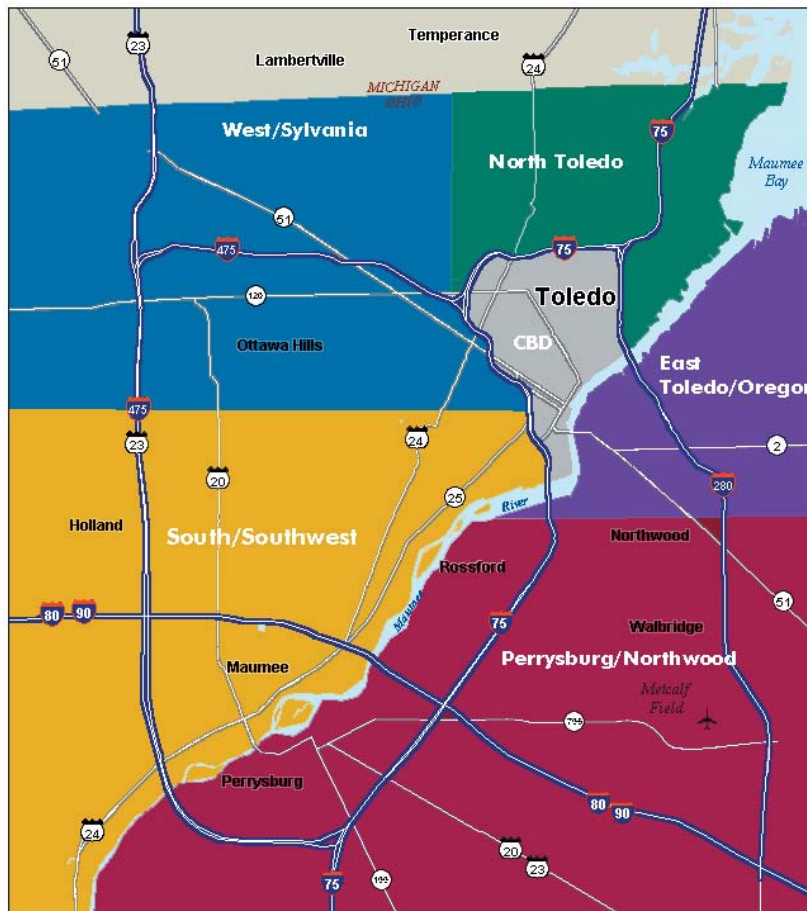 23
Temperance
51
Lambertville
24
MICHIGAN
OHIO
West/Sylvania
75
North Toledo
Maumee
Bay
51
475
75
120
Toledo
CBD
Ottawa Hills
East
Toledo/Oregon
475
23
24
2
20
25
280
River
Holland
South/Southwest
Northwood
Rossford
80
90
Maumee
75
51
Walbridge
Maumee
Perrysburg/Northwood
Metcalf
Field
795
Perrysburg
80
90
24
20
23
75
199